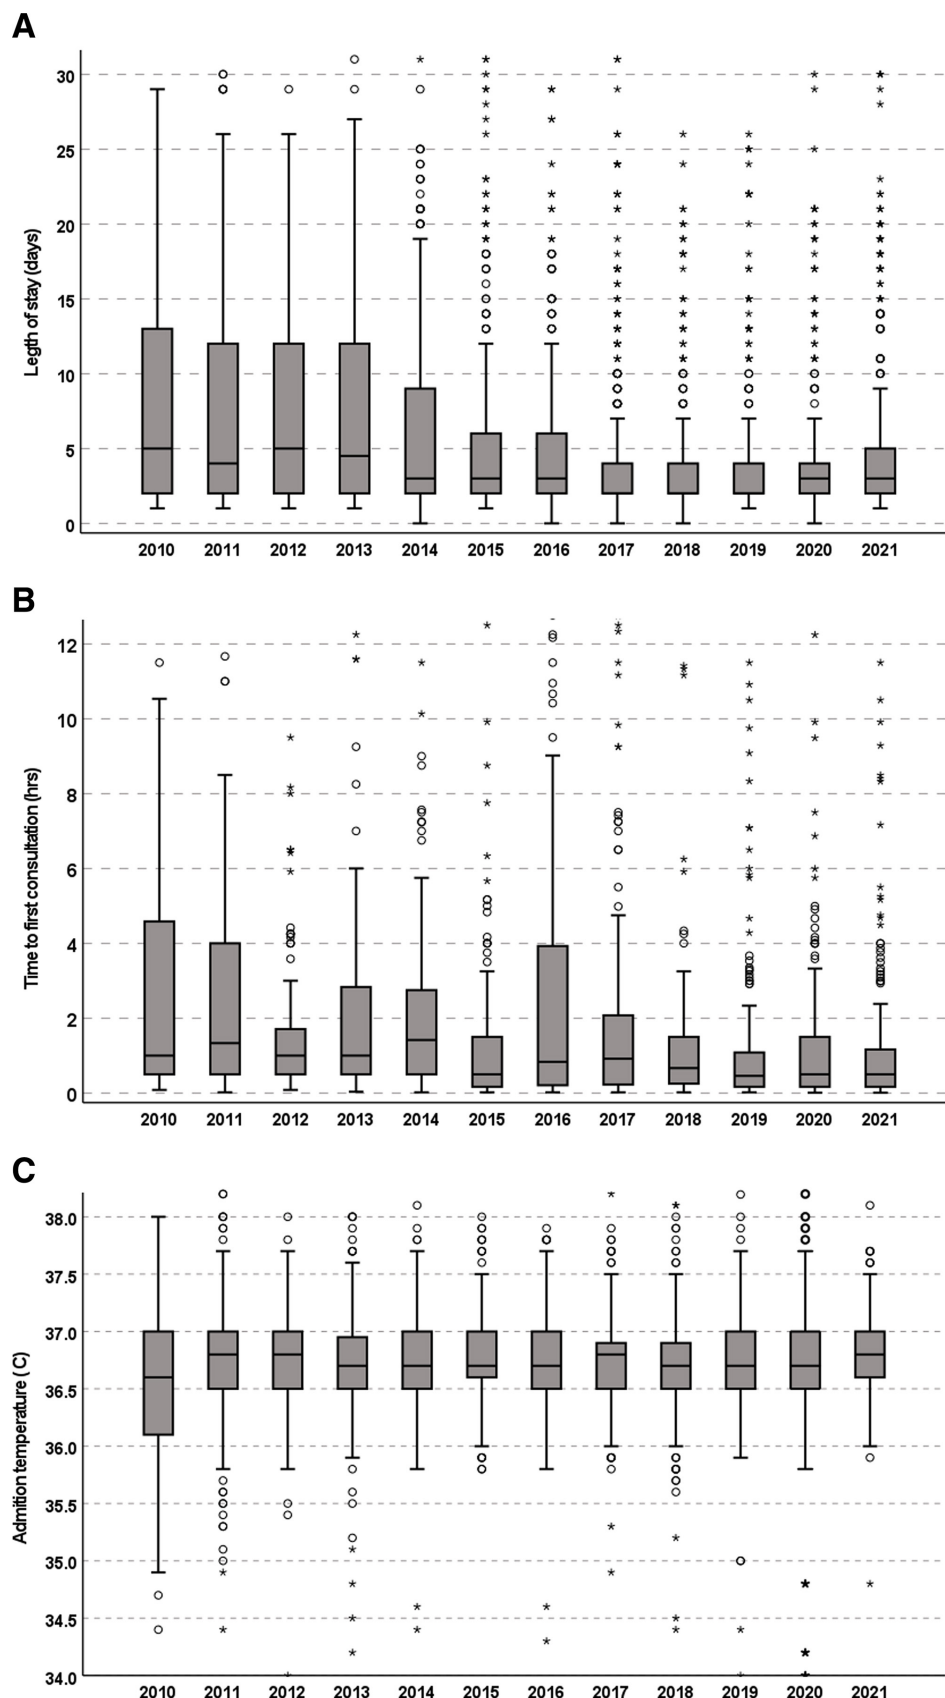 A
Legth of stay (days)
30
25
20
15
10
5
0
2010 2011 2012 2013 2014 2015 2016 2017 2018 2019 2020 2021
B
Time to first consultation (hrs)
12
10
8
6
4
2
0
2010 2011 2012 2013 2014 2015 2016 2017 2018 2019 2020 2021
C
Admition temperature (C)
38.0
37.5
37.0
36.5
36.0
35.5
35.0
34.5
34.0
2010 2011 2012 2013 2014 2015 2016 2017 2018 2019 2020 2021